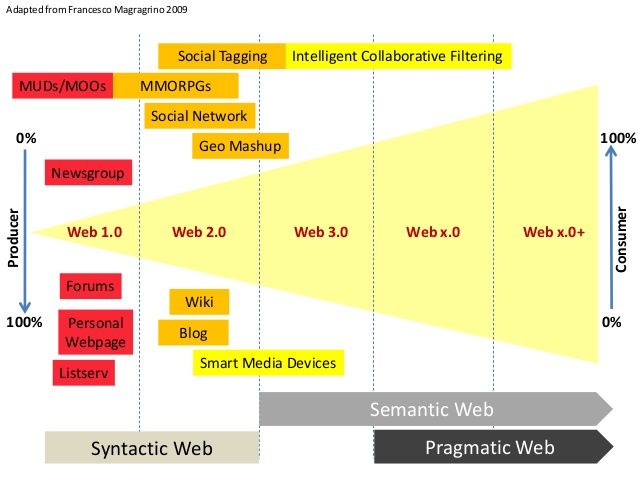 Adapted from Francesco Magragrino 2009
Social Tagging
Intelligent Collaborative Filtering
MUDs/MOOs
MMORPGs
Social Network
0%
100%
Geo Mashup
Newsgroup
Producer
Web 1.0
Web 2.0
Web 3.0
Web x.0
Web x.0+
Consumer
Forums
Wiki
100%
0%
Personal
Webpage
Blog
Listserv
Smart Media Devices
Semantic Web
Syntactic Web
Pragmatic Web